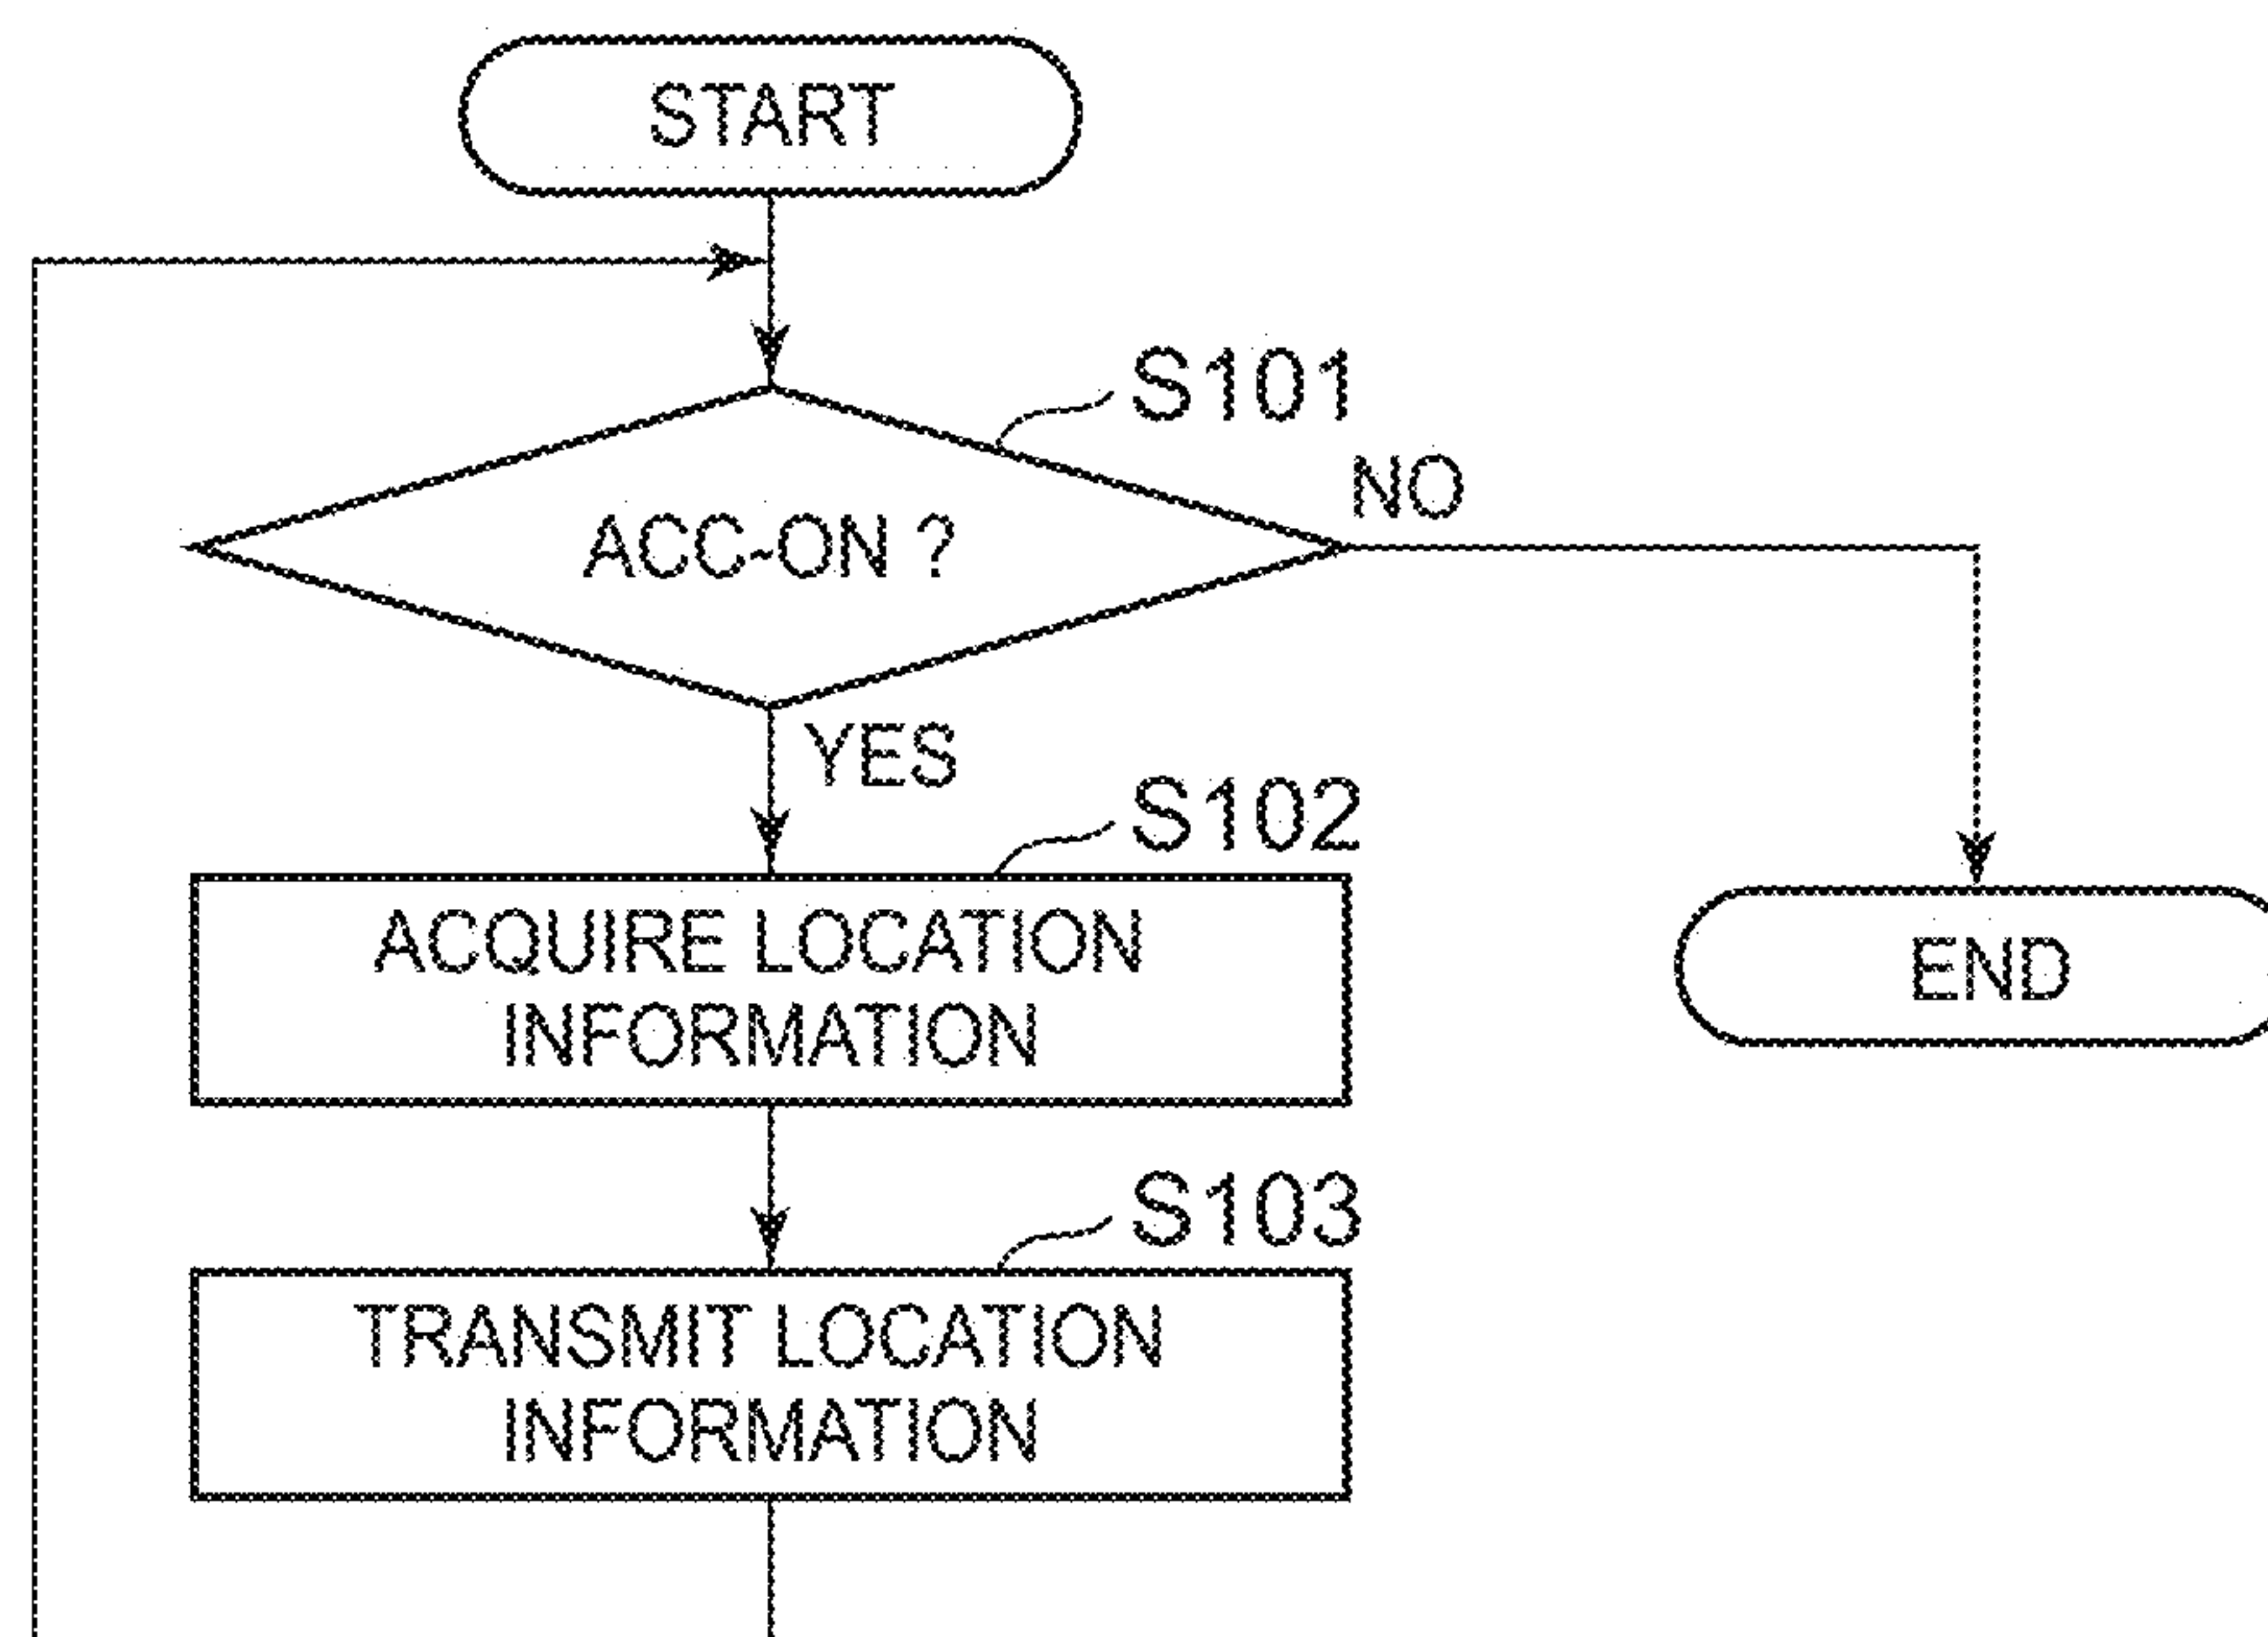 START
S101
NO
ACC-ON ?
YES
S102
ACQUIRE LOCATION
INFORMATION
END
S103
TRANSMIT LOCATION
INFORMATION